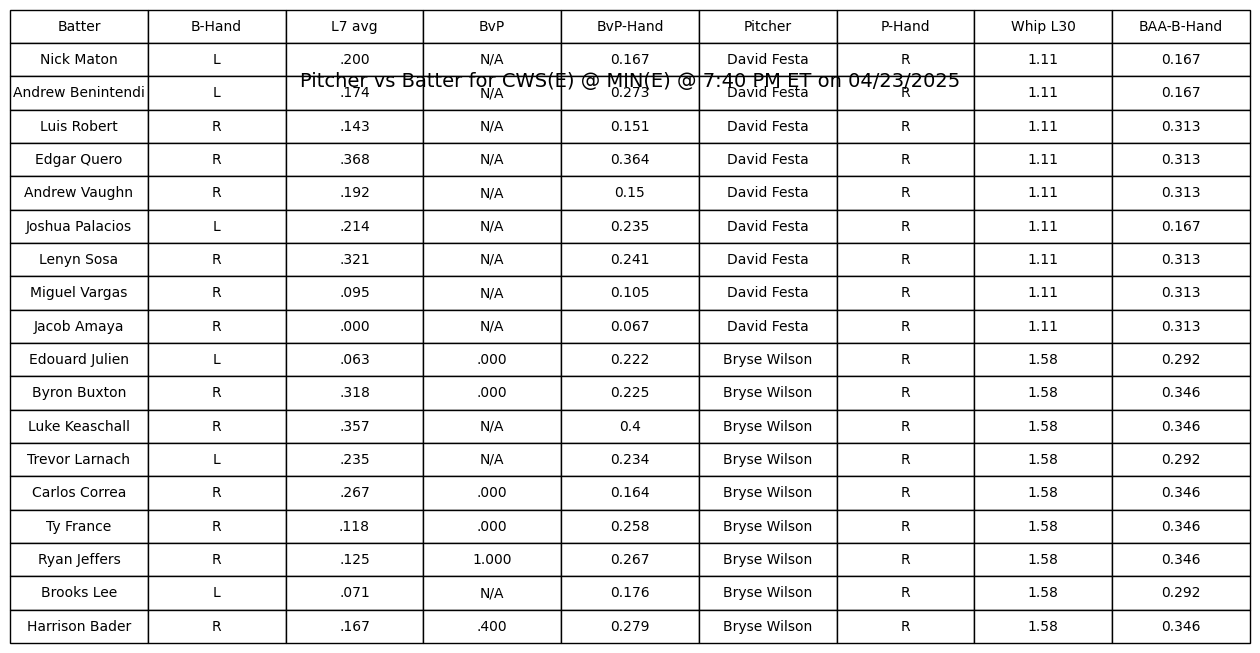 Batter B-Hand L7 avg BvP BvP-Hand Pitcher P-Hand Whip L30 BAA-B-Hand
Nick Maton L .200 N/A 0.167 David Festa R 1.11 0.167
Pitcher vs Batter for CWS(E) @ MIN(E) @ 7:40 PM ET on 04/23/2025
Andrew Benintendi L .174 N/A 0.273 David Festa R 1.11 0.167
Luis Robert R .143 N/A 0.151 David Festa R 1.11 0.313
Edgar Quero R .368 N/A 0.364 David Festa R 1.11 0.313
Andrew Vaughn R .192 N/A 0.15 David Festa R 1.11 0.313
Joshua Palacios L .214 N/A 0.235 David Festa R 1.11 0.167
Lenyn Sosa R .321 N/A 0.241 David Festa R 1.11 0.313
Miguel Vargas R .095 N/A 0.105 David Festa R 1.11 0.313
Jacob Amaya R .000 N/A 0.067 David Festa R 1.11 0.313
Edouard Julien L .063 .000 0.222 Bryse Wilson R 1.58 0.292
Byron Buxton R .318 .000 0.225 Bryse Wilson R 1.58 0.346
Luke Keaschall R .357 N/A 0.4 Bryse Wilson R 1.58 0.346
Trevor Larnach L .235 N/A 0.234 Bryse Wilson R 1.58 0.292
Carlos Correa R .267 .000 0.164 Bryse Wilson R 1.58 0.346
Ty France R .118 .000 0.258 Bryse Wilson R 1.58 0.346
Ryan Jeffers R .125 1.000 0.267 Bryse Wilson R 1.58 0.346
Brooks Lee L .071 N/A 0.176 Bryse Wilson R 1.58 0.292
Harrison Bader R .167 .400 0.279 Bryse Wilson R 1.58 0.346